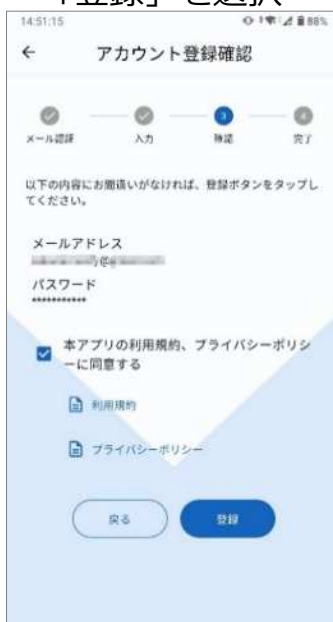 「登録」を選択
14:51:15
88%
← アカウント登録確認
メール認証 入力 3 確認 4 完了
以下の内容にお間違いがなければ、登録ボタンをタップし
てください。
メールアドレス
パスワード
***********
本アプリの利用規約、プライバシーポリシ
ーに同意する
利用規約
プライバシーポリシー
戻る 登録